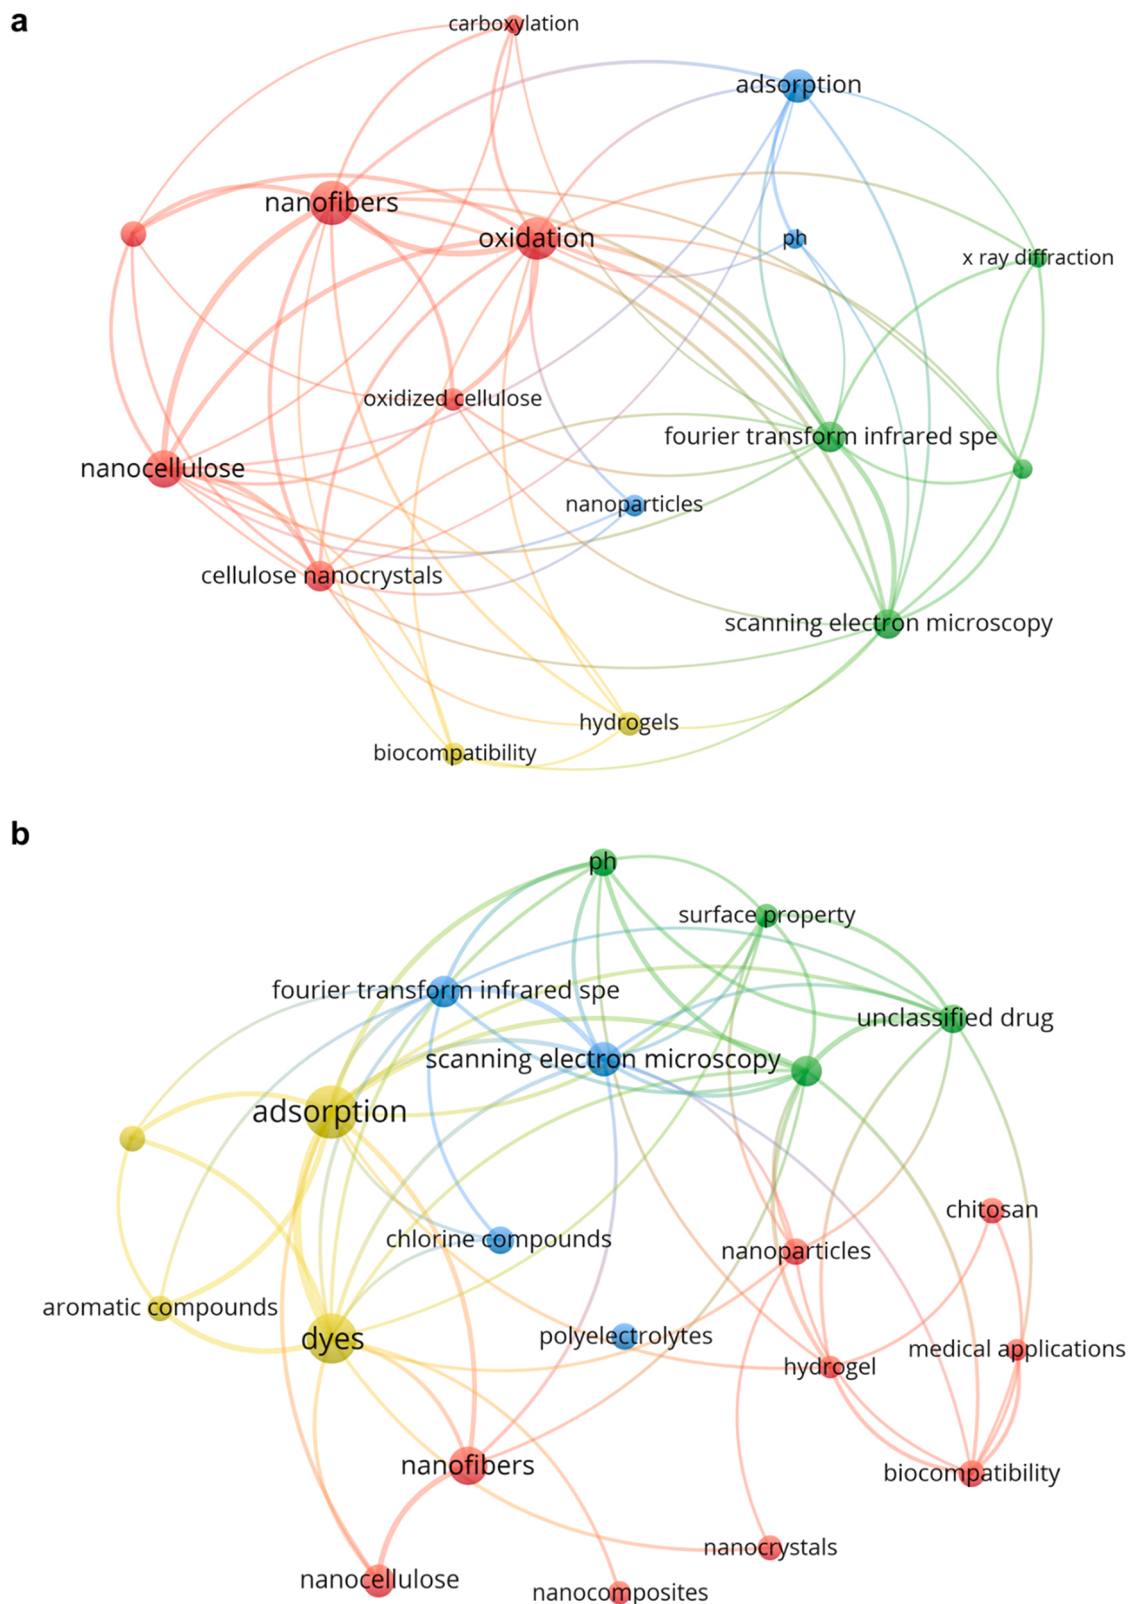 a
carboxylation
adsorption
nanofibers
oxidation
ph
x ray diffraction
oxidized cellulose
fourier transform infrared spe
nanocellulose
nanoparticles
cellulose nanocrystals
scanning electron microscopy
hydrogels
biocompatibility
b
ph
surface property
fourier transform infrared spe
unclassified drug
scanning electron microscopy
adsorption
chitosan
chlorine compounds
nanoparticles
aromatic compounds
dyes
polyelectrolytes
medical applications
hydrogel
nanofibers
biocompatibility
nanocrystals
nanocellulose
nanocomposites